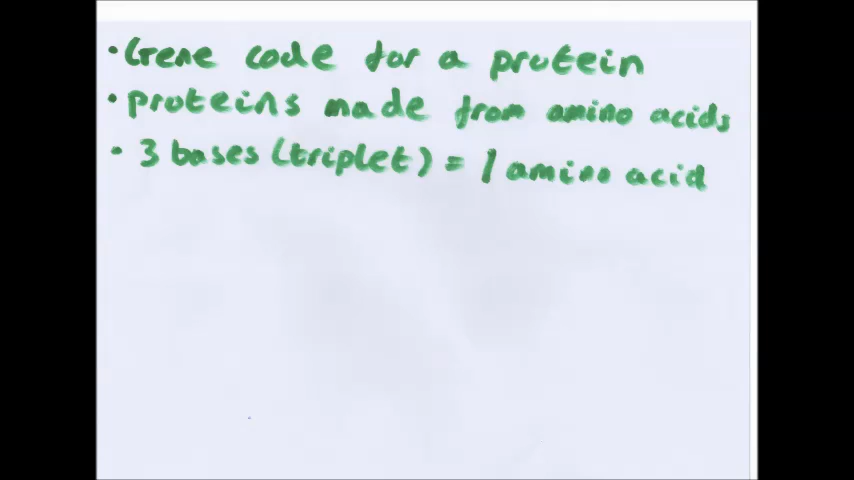 • Gene code for a protein
• proteins made from amino acids
• 3 bases (triplet) = 1 amino acid